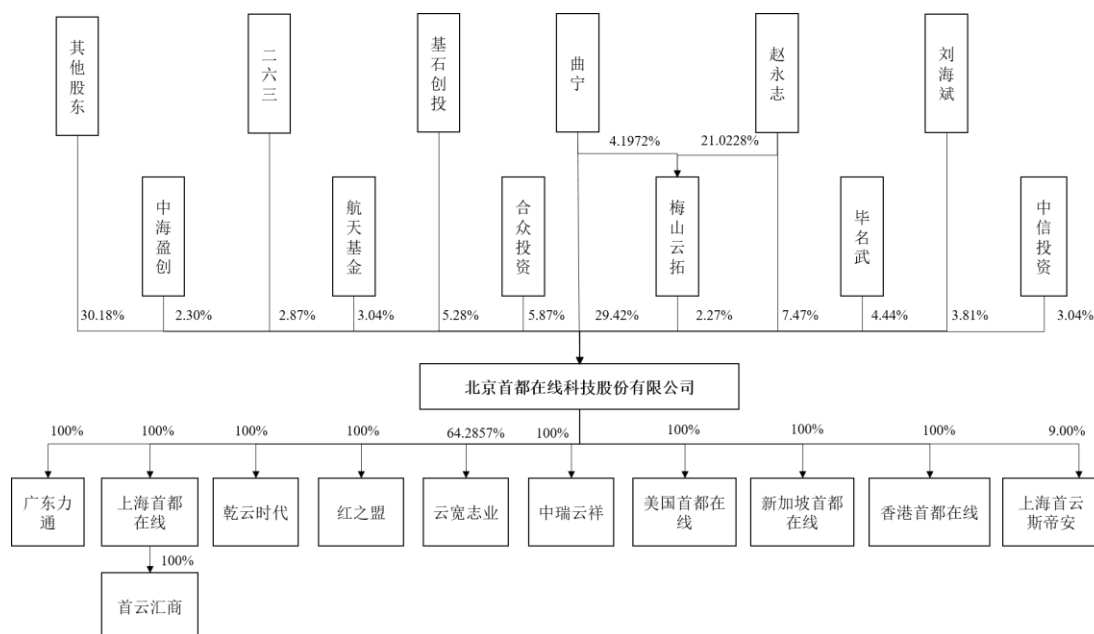 其他股东
二六三
基石创投
曲宁
赵永志
刘海斌
4.1972%
21.0228%
中海盈创
航天基金
合众投资
梅山云拓
毕名武
中信投资
30.18%
2.30%
2.87%
3.04%
5.28%
5.87%
29.42%
2.27%
7.47%
4.44%
3.81%
3.04%
北京首都在线科技股份有限公司
100%
100%
100%
100%
64.2857%
100%
100%
100%
100%
9.00%
广东力
通
上海首都
在线
乾云时代
红之盟
云宽志业
中瑞云祥
美国首都在
线
新加坡首都
在线
香港首都在线
上海首云
斯帝安
100%
首云汇商